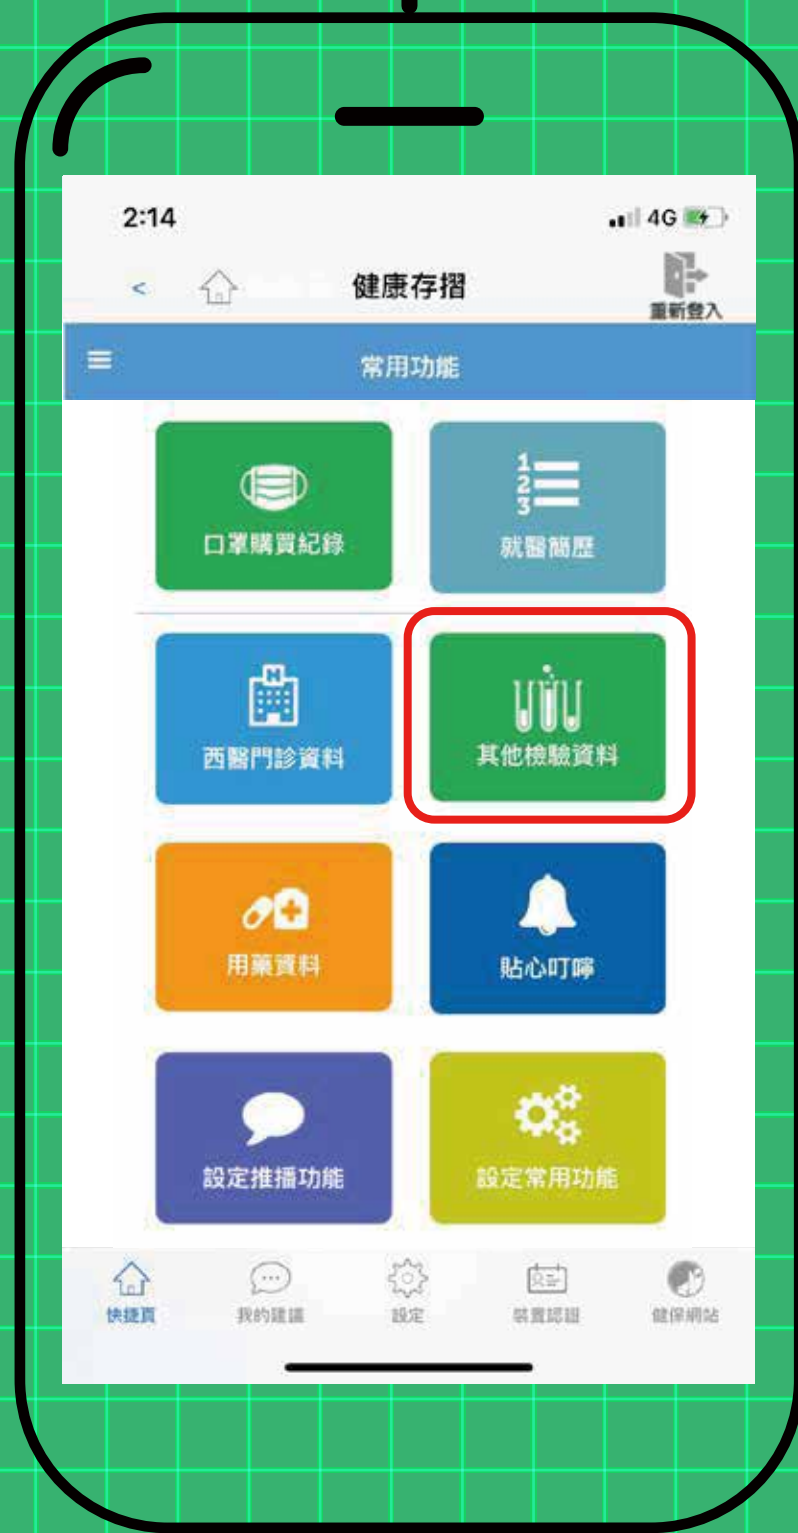 2:14
4G
<
健康存摺
重新登入
常用功能
口罩購買紀錄
1
2
3
就醫簡歷
西醫門診資料
其他檢驗資料
用藥資料
貼心叮嚀
設定推播功能
設定常用功能
快捷頁
我的建議
設定
裝置認證
健保網站